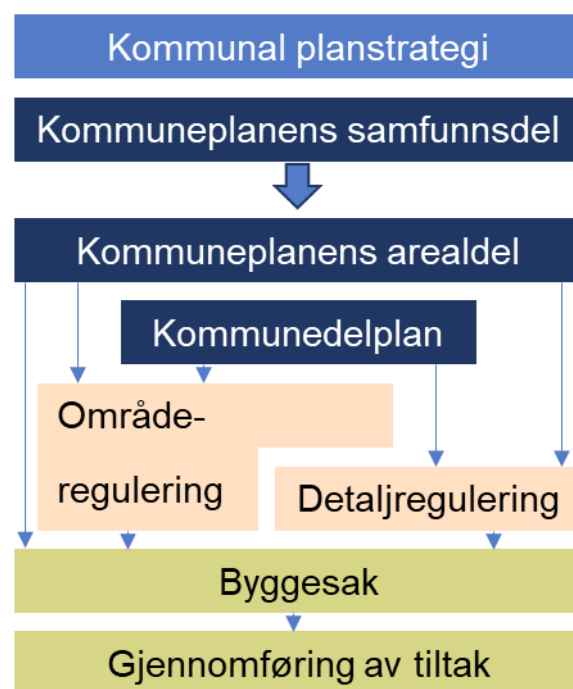 Kommunal planstrategi
Kommuneplanens samfunnsdel
Kommuneplanens arealdel
Kommunedelplan
Område-
regulering
Detaljregulering
Byggesak
Gjennomføring av tiltak